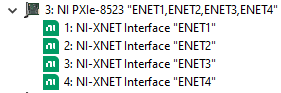 3: NI PXIe-8523 "ENET1,ENET2,ENET3,ENET4"
1: NI-XNET Interface "ENET1"
2: NI-XNET Interface "ENET2"
3: NI-XNET Interface "ENET3"
4: NI-XNET Interface "ENET4"